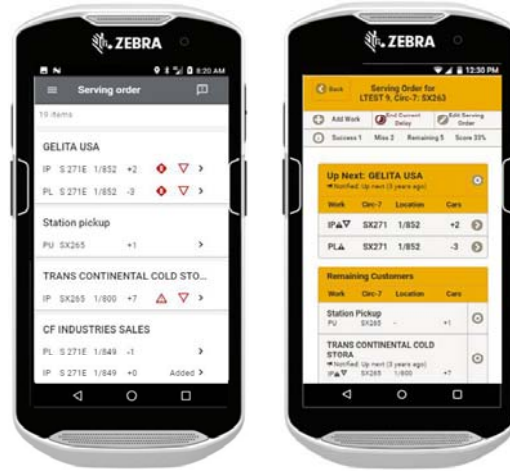 ZEBRA
8:20 AM
Serving order
19 items
GELITA USA
IP S 271E 1/852 +2
PL S 271E 1/852 -3
Station pickup
PU SX265 +1
TRANS CONTINENTAL COLD STO...
IP SX265 1/800 +7
CF INDUSTRIES SALES
PL S 271E 1/849 -1
IP S 271E 1/849 +0 Added
ZEBRA
12:30 PM
Back
Serving Order for
LTEST 9, Circ-7: SX263
Add Work
End Current
Delay
Edit Serving
Order
Success 1 Miss 2 Remaining 5 Score 33%
Up Next: GELITA USA
Notified: Up next (3 years ago)
Work Circ-7 Location Cars
IP SX271 1/852 +2
PL SX271 1/852 -3
Remaining Customers
Work Circ-7 Location Cars
Station Pickup
PU SX265 - +1
TRANS CONTINENTAL COLD
STORA
Notified: Up next (3 years ago)
IP SX265 1/800 +7